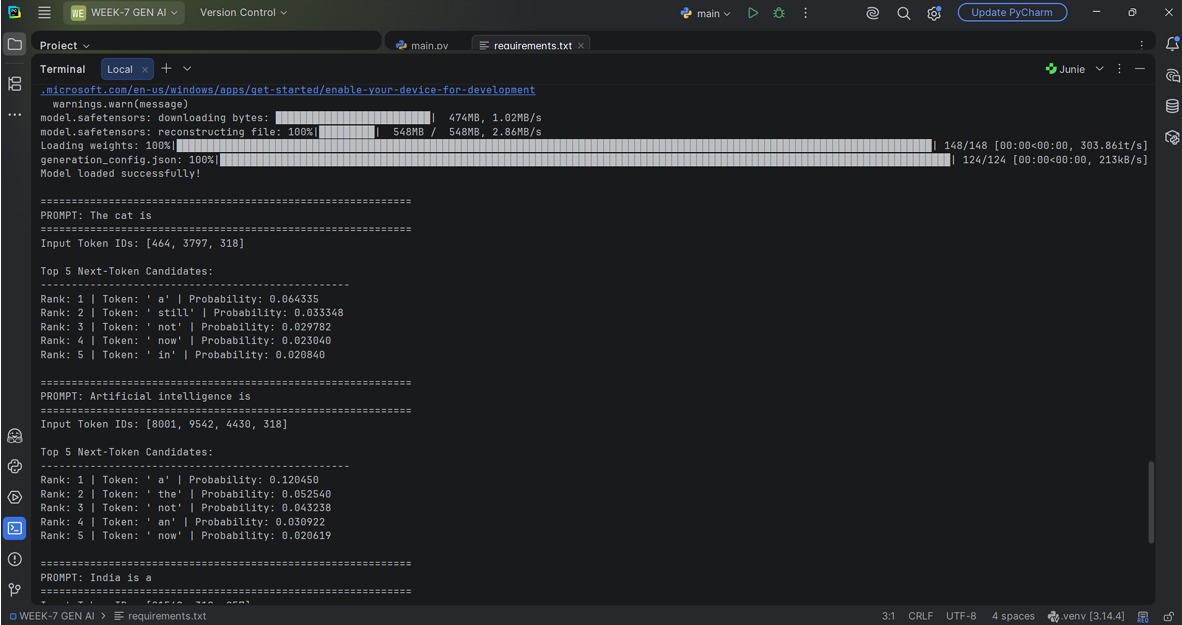 WE WEEK-7 GEN AI Version Control main Update PyCharm
Project main.py requirements.txt
Terminal Local Junie
.microsoft.com/en-us/windows/apps/get-started/enable-your-device-for-development
warnings.warn(message)
model.safetensors: downloading bytes: | 474MB, 1.02MB/s
model.safetensors: reconstructing file: 100%| | 548MB / 548MB, 2.86MB/s
Loading weights: 100%| | 148/148 [00:00<00:00, 303.86it/s]
generation_config.json: 100%| | 124/124 [00:00<00:00, 213kB/s]
Model loaded successfully!
============================================================
PROMPT: The cat is
============================================================
Input Token IDs: [464, 3797, 318]
Top 5 Next-Token Candidates:
--------------------------------------------------
Rank: 1 | Token: ' a' | Probability: 0.064335
Rank: 2 | Token: ' still' | Probability: 0.033348
Rank: 3 | Token: ' not' | Probability: 0.029782
Rank: 4 | Token: ' now' | Probability: 0.023040
Rank: 5 | Token: ' in' | Probability: 0.020840
============================================================
PROMPT: Artificial intelligence is
============================================================
Input Token IDs: [8001, 9542, 4430, 318]
Top 5 Next-Token Candidates:
--------------------------------------------------
Rank: 1 | Token: ' a' | Probability: 0.120450
Rank: 2 | Token: ' the' | Probability: 0.052540
Rank: 3 | Token: ' not' | Probability: 0.043238
Rank: 4 | Token: ' an' | Probability: 0.030922
Rank: 5 | Token: ' now' | Probability: 0.020619
============================================================
PROMPT: India is a
============================================================
WEEK-7 GEN AI > requirements.txt 3:1 CRLF UTF-8 4 spaces .venv [3.14.4]